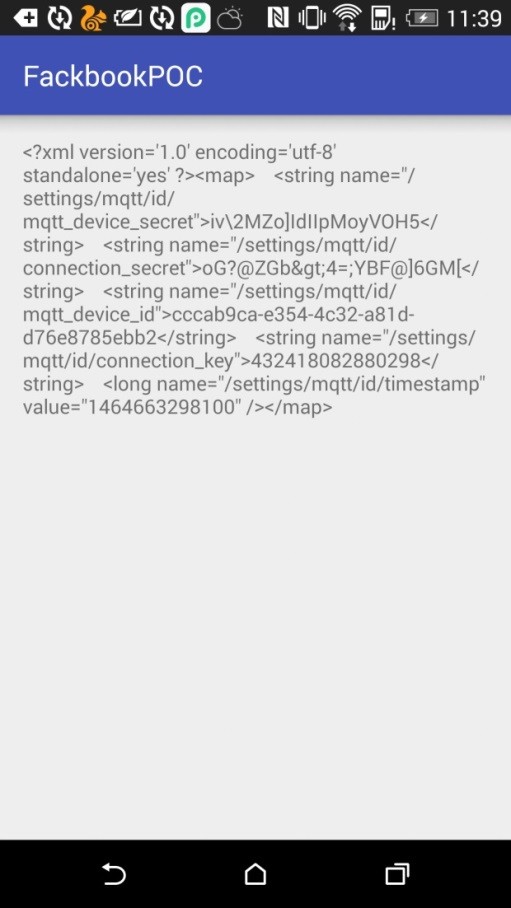 11:39
FackbookPOC
<?xml version='1.0' encoding='utf-8'
standalone='yes' ?><map>    <string name="/
settings/mqtt/id/
mqtt_device_secret">iv\2MZo]IdIIpMoyVOH5</
string>    <string name="/settings/mqtt/id/
connection_secret">oG?@ZGb&gt;4=;YBF@]6GM[</
string>    <string name="/settings/mqtt/id/
mqtt_device_id">cccab9ca-e354-4c32-a81d-
d76e8785ebb2</string>    <string name="/settings/
mqtt/id/connection_key">432418082880298</
string>    <long name="/settings/mqtt/id/timestamp"
value="1464663298100" /></map>